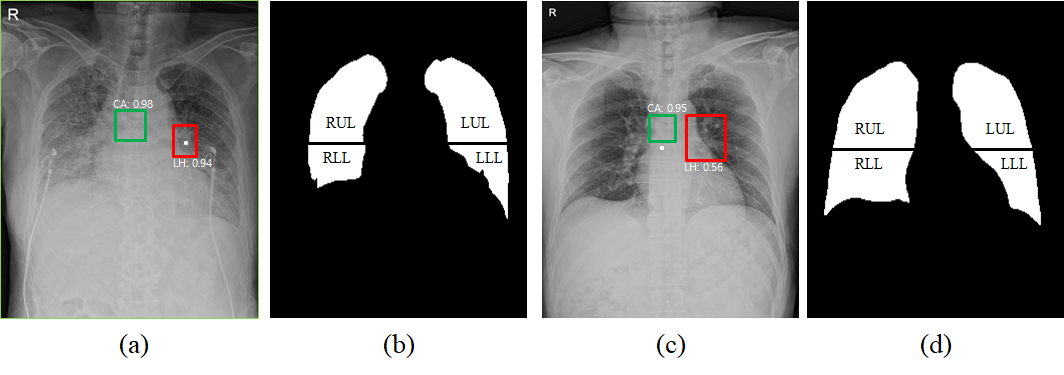 R
CA: 0.98
LH: 0.94
RUL
LUL
RLL
LLL
R
CA: 0.95
LH: 0.56
RUL
LUL
RLL
LLL
(a)
(b)
(c)
(d)